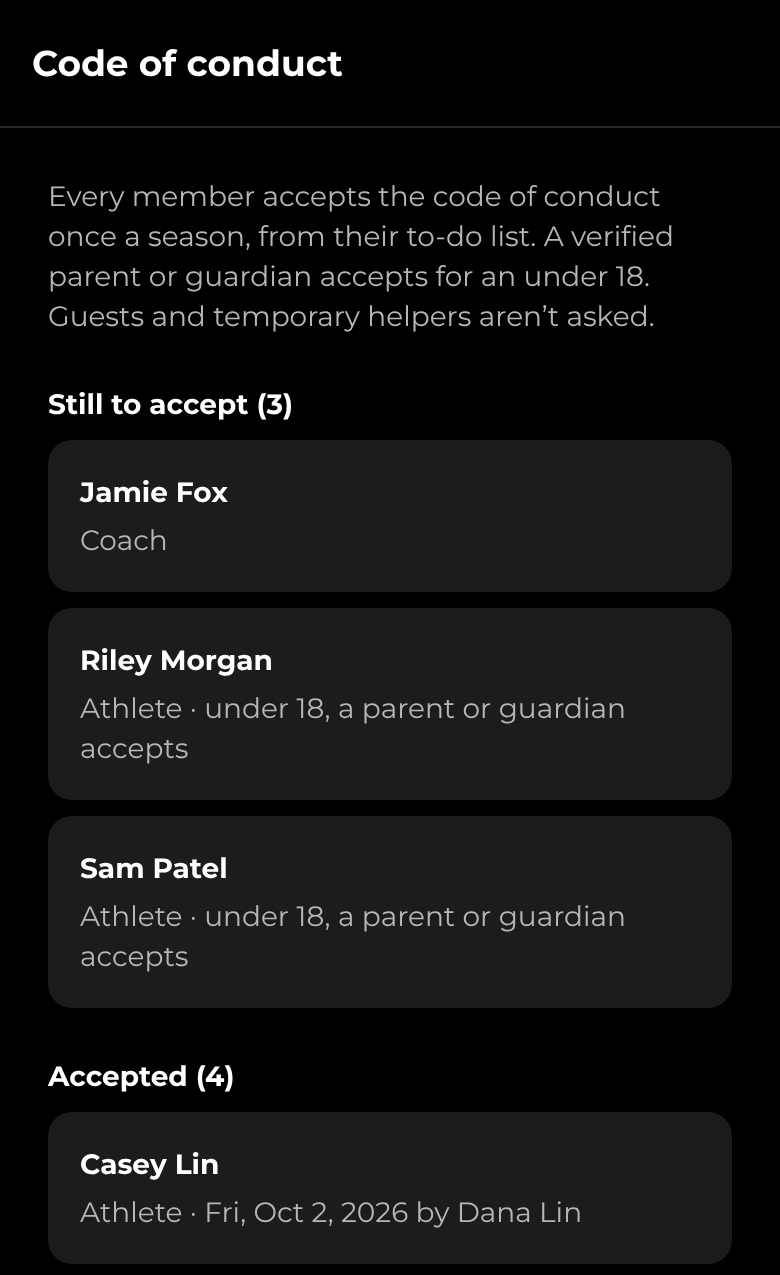 Code of conduct
Every member accepts the code of conduct
once a season, from their to-do list. A verified
parent or guardian accepts for an under 18.
Guests and temporary helpers aren’t asked.
Still to accept (3)
Jamie Fox
Coach
Riley Morgan
Athlete · under 18, a parent or guardian
accepts
Sam Patel
Athlete · under 18, a parent or guardian
accepts
Accepted (4)
Casey Lin
Athlete · Fri, Oct 2, 2026 by Dana Lin